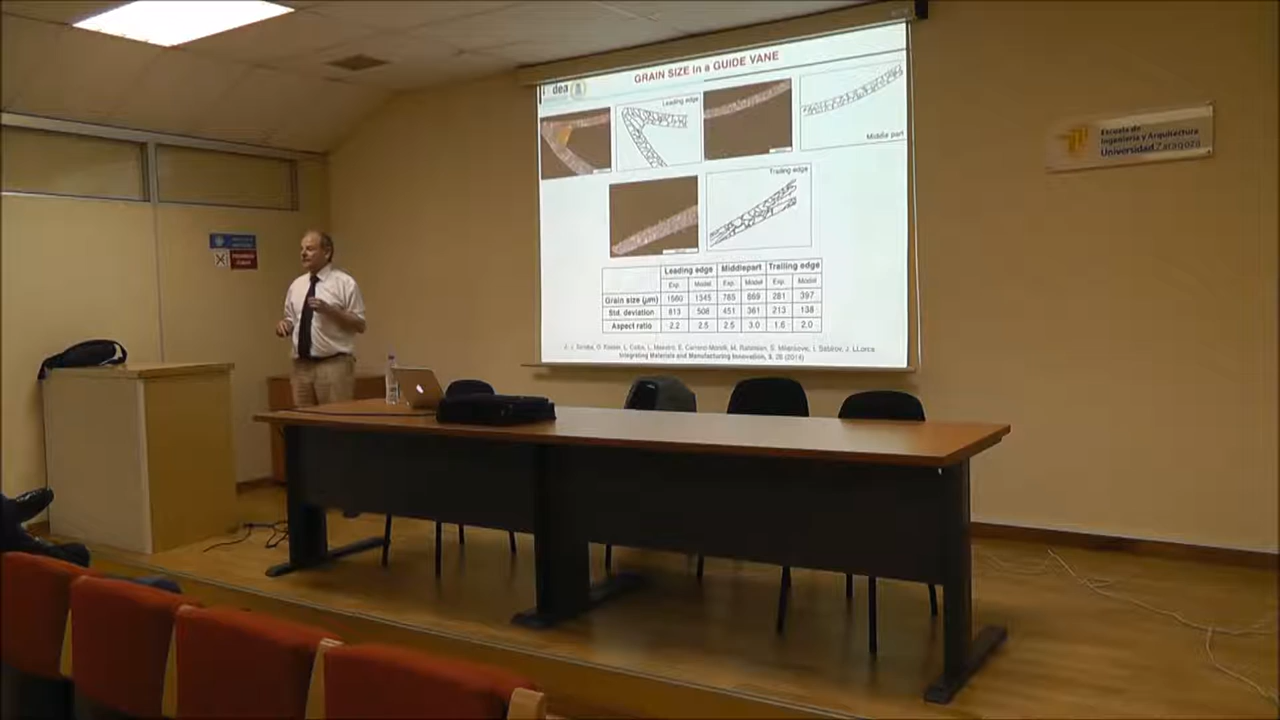 GRAIN SIZE in a GUIDE VANE
dea
Leading edge
Middle part
Trailing edge
Leading edge Middlepart Trailing edge
Exp. Model Exp. Model Exp. Model
Grain size (μm) 1560 1345 785 669 281 397
Std. deviation 813 508 451 361 213 138
Aspect ratio 2.2 2.5 2.5 3.0 1.6 2.0
Integrating Materials and Manufacturing Innovation, 3, 28 (2014)
Escuela de
Ingeniería y Arquitectura
Universidad Zaragoza